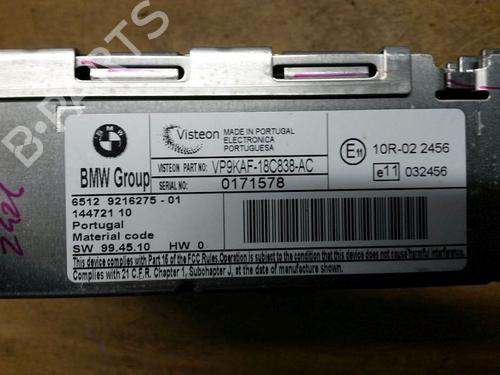 B-PARTS
BMW
Visteon
MADE IN PORTUGAL
ELECTRONICA
PORTUGUESA
BMW Group
VISTEON PART NO: VP9KAF-18C838-AC
SERIAL NO: 0171578
E11 10R-02 2456
e11 032456
6512 9216275 - 01
144721 10
Portugal
Material code
SW 99.45.10 HW 0
This device complies with Part 15 of the FCC Rules.Operation is subject to the condition that this device does not cause harmful interference
Complies with 21 C.F.R. Chapter 1, Subchapter J, at the date of manufacturing.